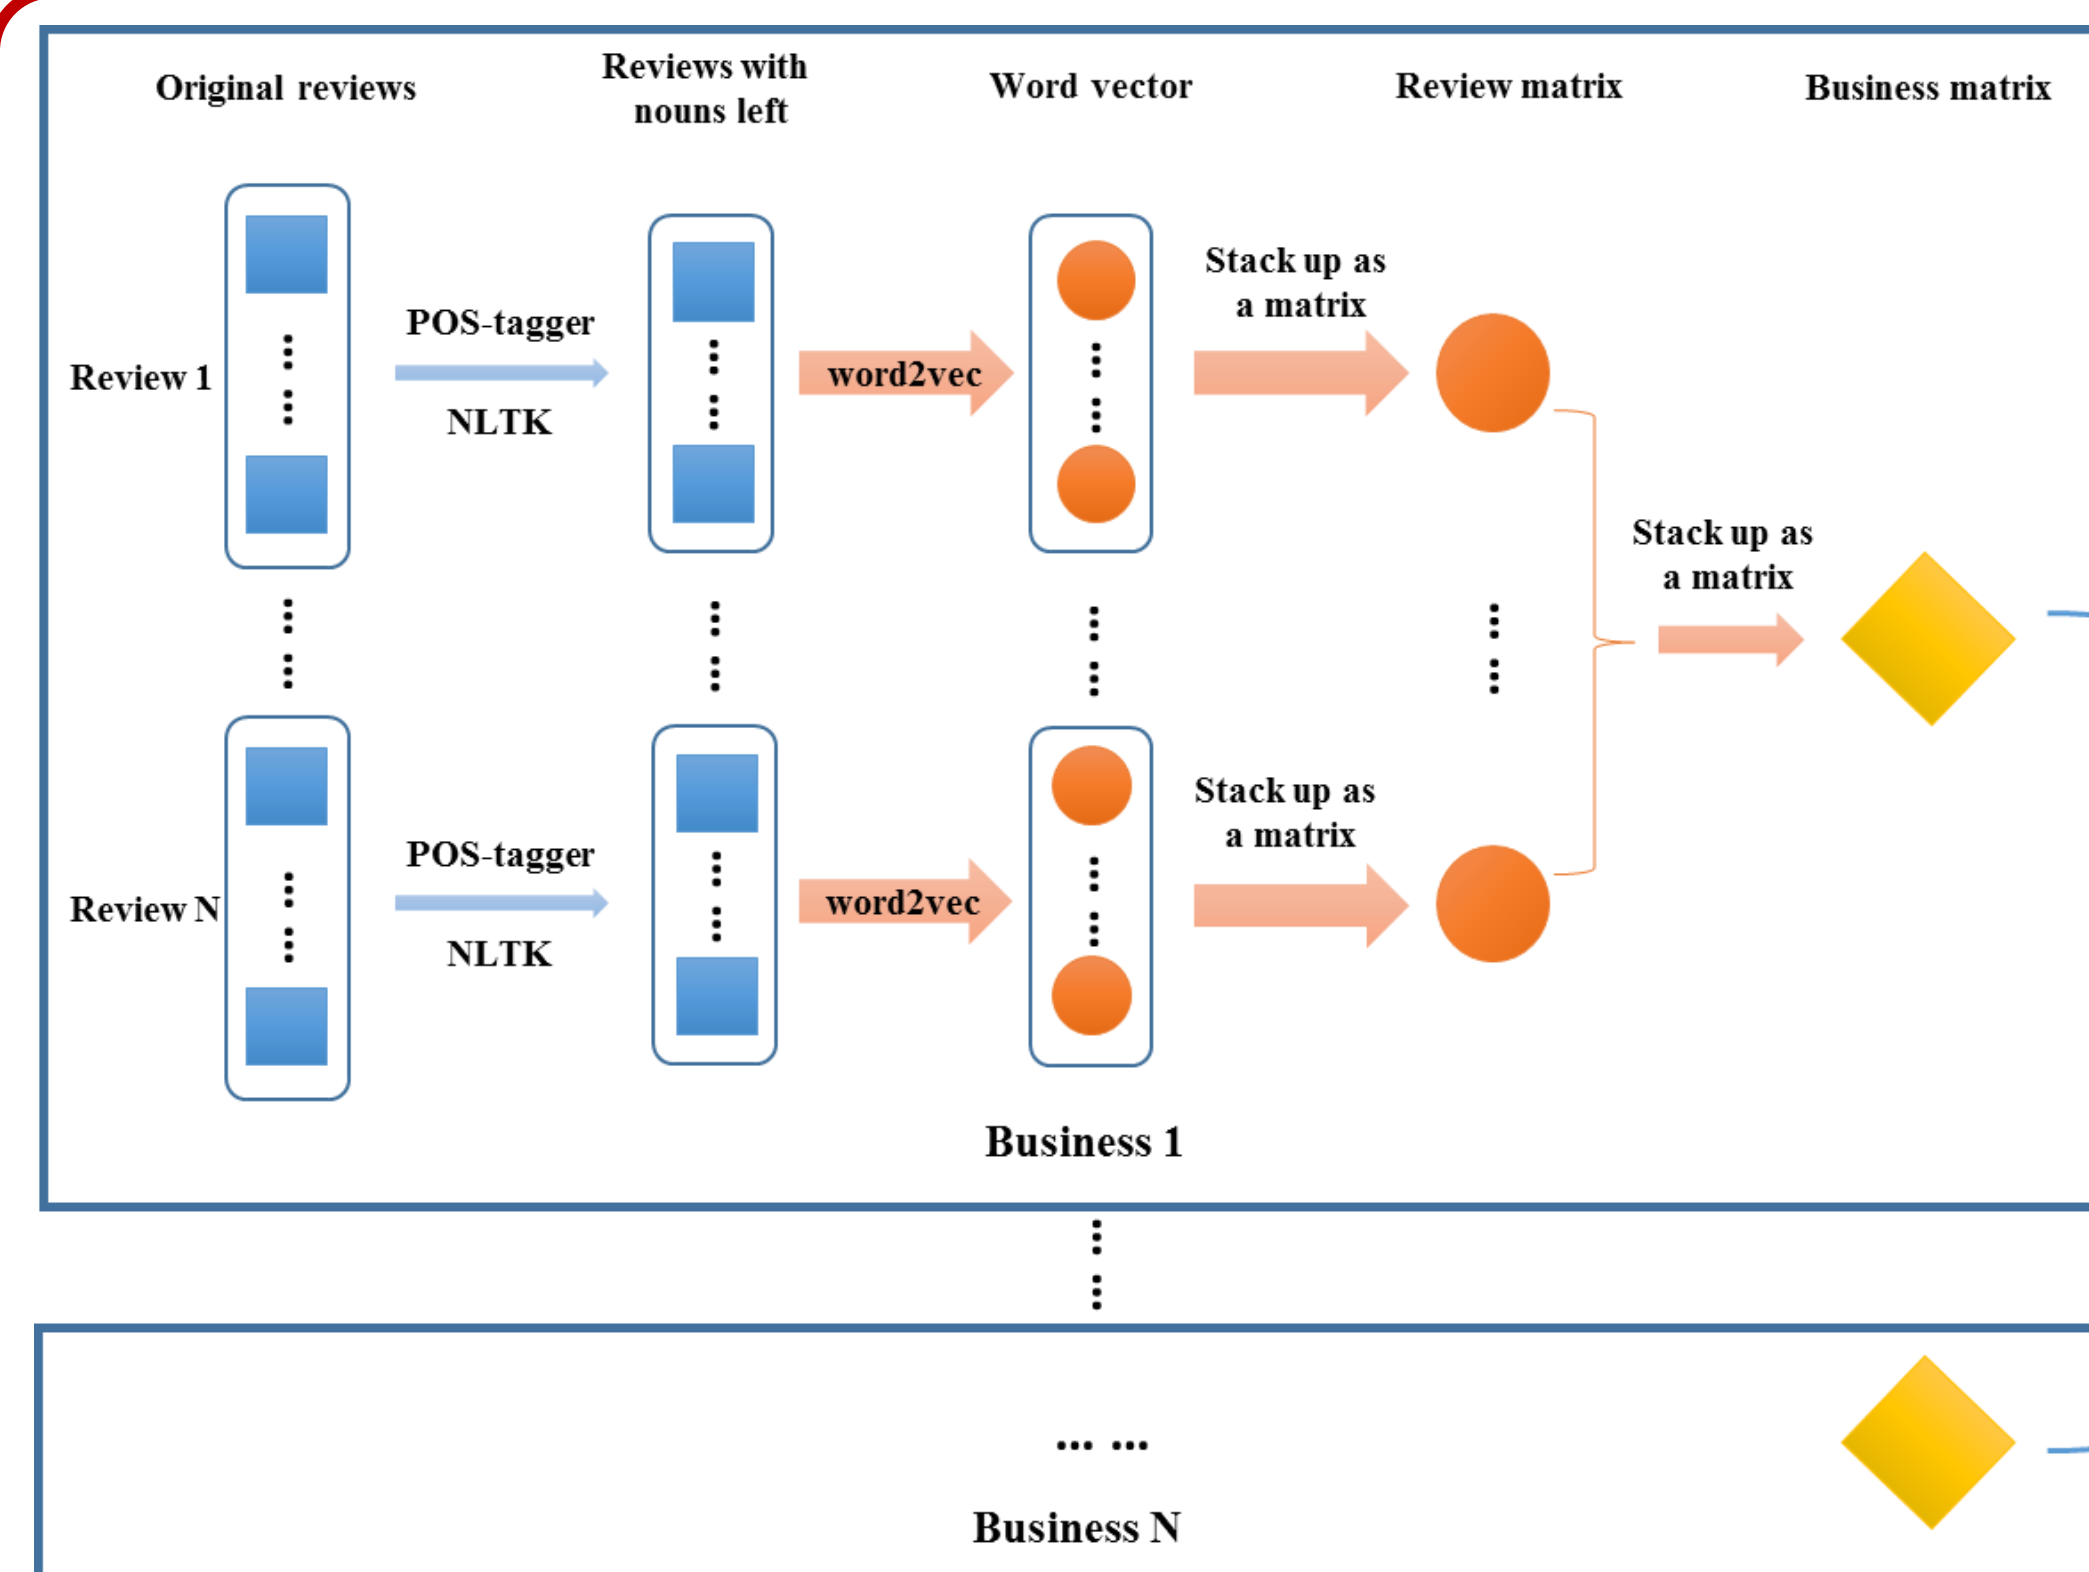 Original reviews
Reviews with
nouns left
Word vector
Review matrix
Business matrix
Review 1
POS-tagger
NLTK
word2vec
Stack up as
a matrix
Stack up as
a matrix
Review N
POS-tagger
NLTK
word2vec
Stack up as
a matrix
Business 1
Business N